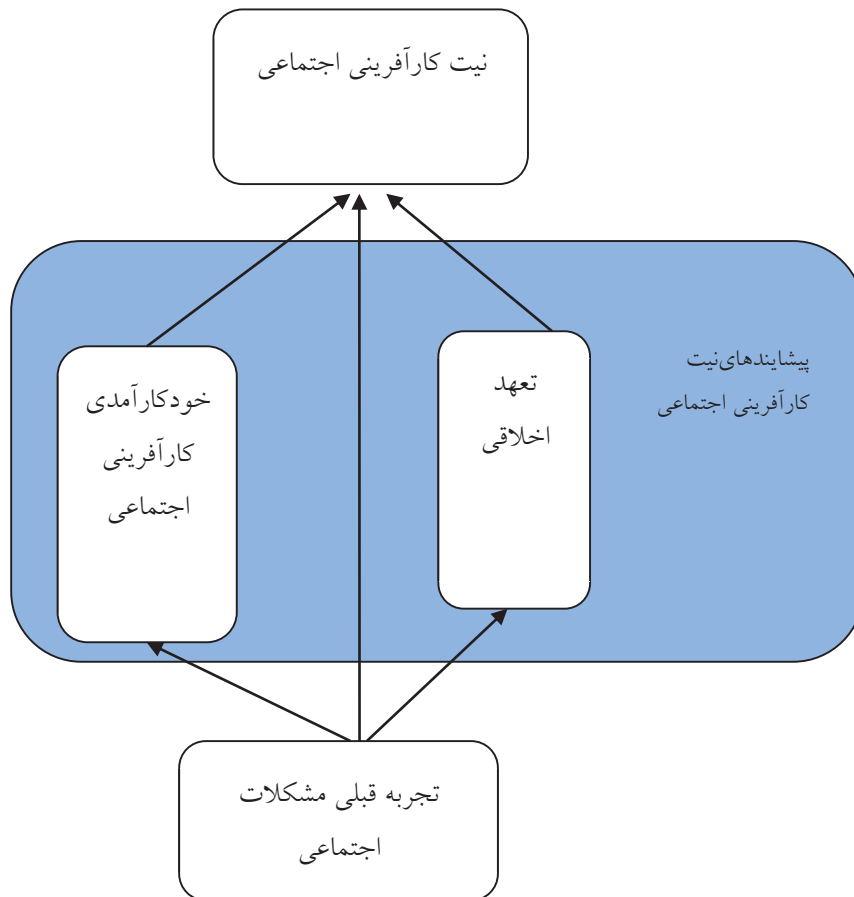 نیت کارآفرینی اجتماعی
پیشایندهای‌نیت
کارآفرینی اجتماعی
تعهد
اخلاقی
خودکارآمدی
کارآفرینی
اجتماعی
تجربه قبلی مشکلات
اجتماعی